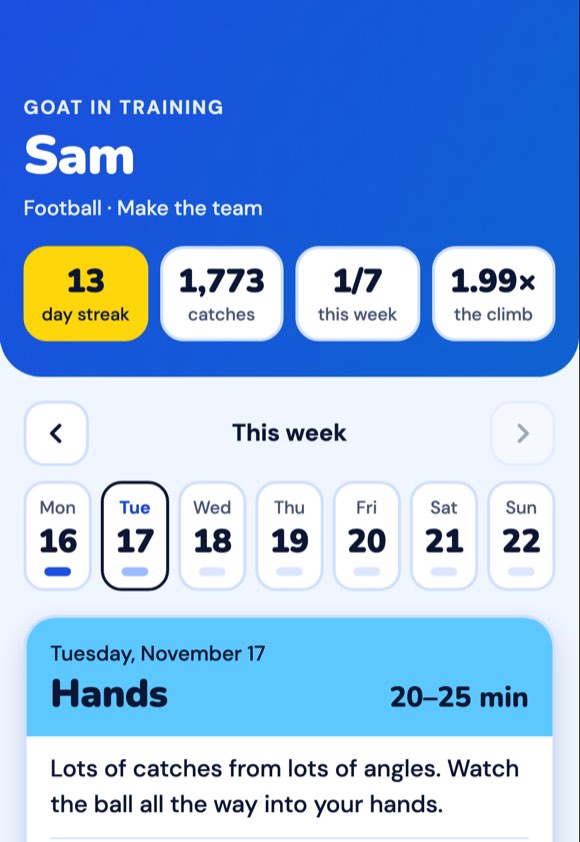 GOAT IN TRAINING
Sam
Football · Make the team
13 1,773 1/7 1.99×
day streak catches this week the climb
This week
Mon Tue Wed Thu Fri Sat Sun
16 17 18 19 20 21 22
Tuesday, November 17
Hands 20–25 min
Lots of catches from lots of angles. Watch
the ball all the way into your hands.